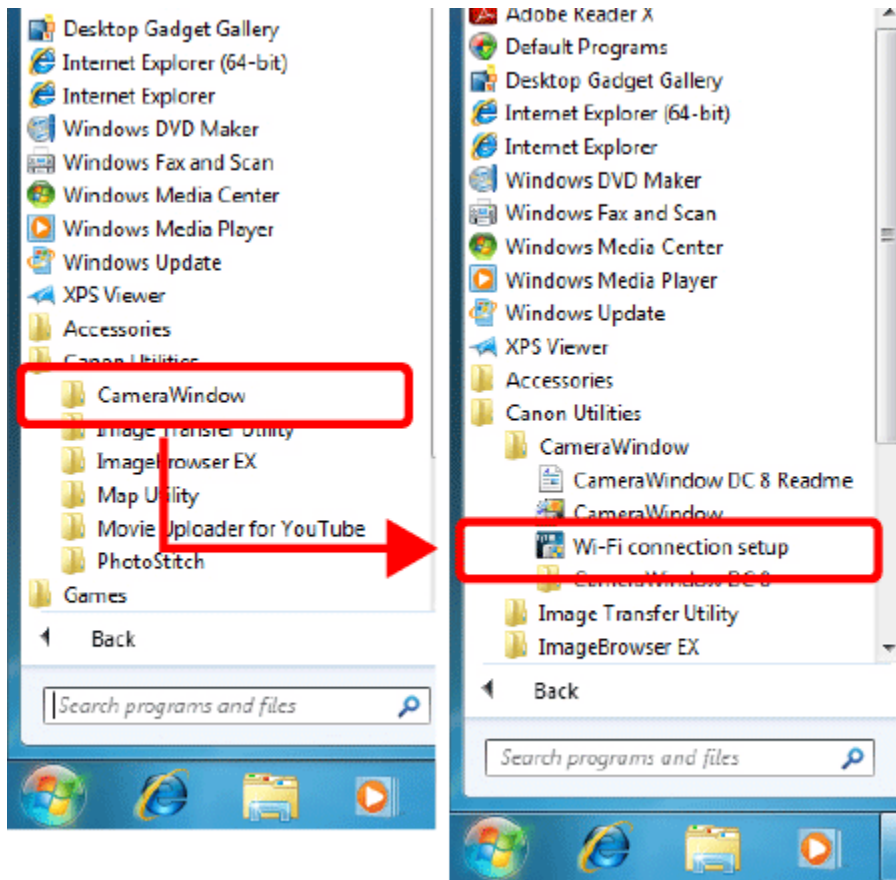 Desktop Gadget Gallery
Internet Explorer (64-bit)
Internet Explorer
Windows DVD Maker
Windows Fax and Scan
Windows Media Center
Windows Media Player
Windows Update
XPS Viewer
Accessories
Canon Utilities
CameraWindow
Image Transfer Utility
ImageBrowser EX
Map Utility
Movie Uploader for YouTube
PhotoStitch
Games
Back
Search programs and files
Adobe Reader X
Default Programs
Desktop Gadget Gallery
Internet Explorer (64-bit)
Internet Explorer
Windows DVD Maker
Windows Fax and Scan
Windows Media Center
Windows Media Player
Windows Update
XPS Viewer
Accessories
Canon Utilities
CameraWindow
CameraWindow DC 8 Readme
CameraWindow
Wi-Fi connection setup
CameraWindow DC 8
Image Transfer Utility
ImageBrowser EX
Back
Search programs and files